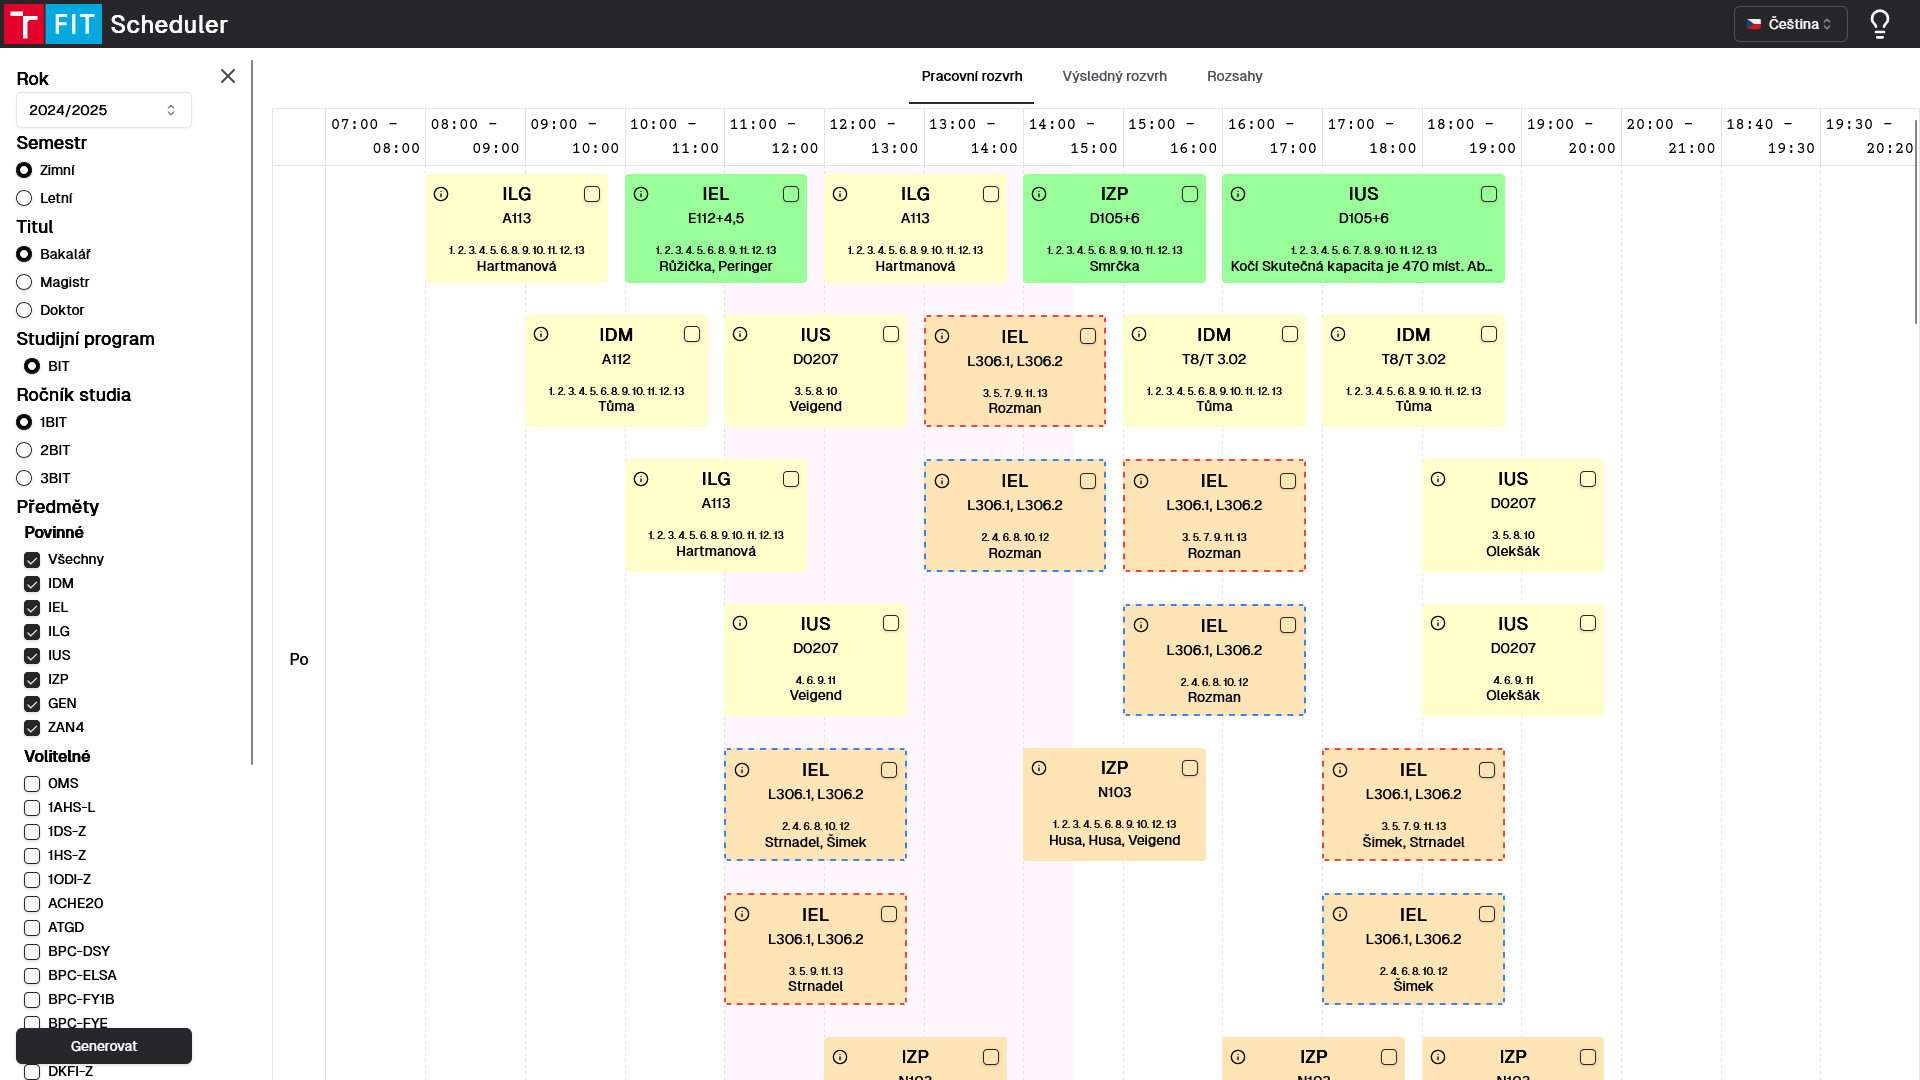 T FIT Scheduler
Čeština
Rok
2024/2025
Semestr
Zimní
Letní
Titul
Bakalář
Magistr
Doktor
Studijní program
BIT
Ročník studia
1BIT
2BIT
3BIT
Předměty
Povinné
Všechny
IDM
IEL
ILG
IUS
IZP
GEN
ZAN4
Volitelné
0MS
1AHS-L
1DS-Z
1HS-Z
1ODI-Z
ACHE20
ATGD
BPC-DSY
BPC-ELSA
BPC-FY1B
BPC-FYE
Generovat
DKFI-Z
Pracovní rozvrh Výsledný rozvrh Rozsahy
07:00 - 08:00 - 09:00 - 10:00 - 11:00 - 12:00 - 13:00 - 14:00 - 15:00 - 16:00 - 17:00 - 18:00 - 19:00 - 20:00 - 18:40 - 19:30 -
08:00 09:00 10:00 11:00 12:00 13:00 14:00 15:00 16:00 17:00 18:00 19:00 20:00 21:00 19:30 20:20
Po
ILG
A113
1. 2. 3. 4. 5. 6. 8. 9. 10. 11. 12. 13
Hartmanová
IEL
E112+4,5
1. 2. 3. 4. 5. 6. 8. 9. 11. 12. 13
Růžička, Peringer
ILG
A113
1. 2. 3. 4. 5. 6. 8. 9. 10. 11. 12. 13
Hartmanová
IZP
D105+6
1. 2. 3. 4. 5. 6. 8. 9. 10. 11. 12. 13
Smrčka
IUS
D105+6
1. 2. 3. 4. 5. 6. 7. 8. 9. 10. 11. 12. 13
Kočí Skutečná kapacita je 470 míst. Ab...
IDM
A112
1. 2. 3. 4. 5. 6. 8. 9. 10. 11. 12. 13
Tůma
IUS
D0207
3. 5. 8. 10
Veigend
IEL
L306.1, L306.2
3. 5. 7. 9. 11. 13
Rozman
IDM
T8/T 3.02
1. 2. 3. 4. 5. 6. 8. 9. 10. 11. 12. 13
Tůma
IDM
T8/T 3.02
1. 2. 3. 4. 5. 6. 8. 9. 10. 11. 12. 13
Tůma
ILG
A113
1. 2. 3. 4. 5. 6. 8. 9. 10. 11. 12. 13
Hartmanová
IEL
L306.1, L306.2
2. 4. 6. 8. 10. 12
Rozman
IEL
L306.1, L306.2
3. 5. 7. 9. 11. 13
Rozman
IUS
D0207
3. 5. 8. 10
Olekšák
IUS
D0207
4. 6. 9. 11
Veigend
IEL
L306.1, L306.2
2. 4. 6. 8. 10. 12
Rozman
IUS
D0207
4. 6. 9. 11
Olekšák
IEL
L306.1, L306.2
2. 4. 6. 8. 10. 12
Strnadel, Šimek
IZP
N103
1. 2. 3. 4. 5. 6. 8. 9. 10. 12. 13
Husa, Husa, Veigend
IEL
L306.1, L306.2
3. 5. 7. 9. 11. 13
Šimek, Strnadel
IEL
L306.1, L306.2
3. 5. 9. 11. 13
Strnadel
IEL
L306.1, L306.2
2. 4. 6. 8. 10. 12
Šimek
IZP
N103
IZP
N103
IZP
N103